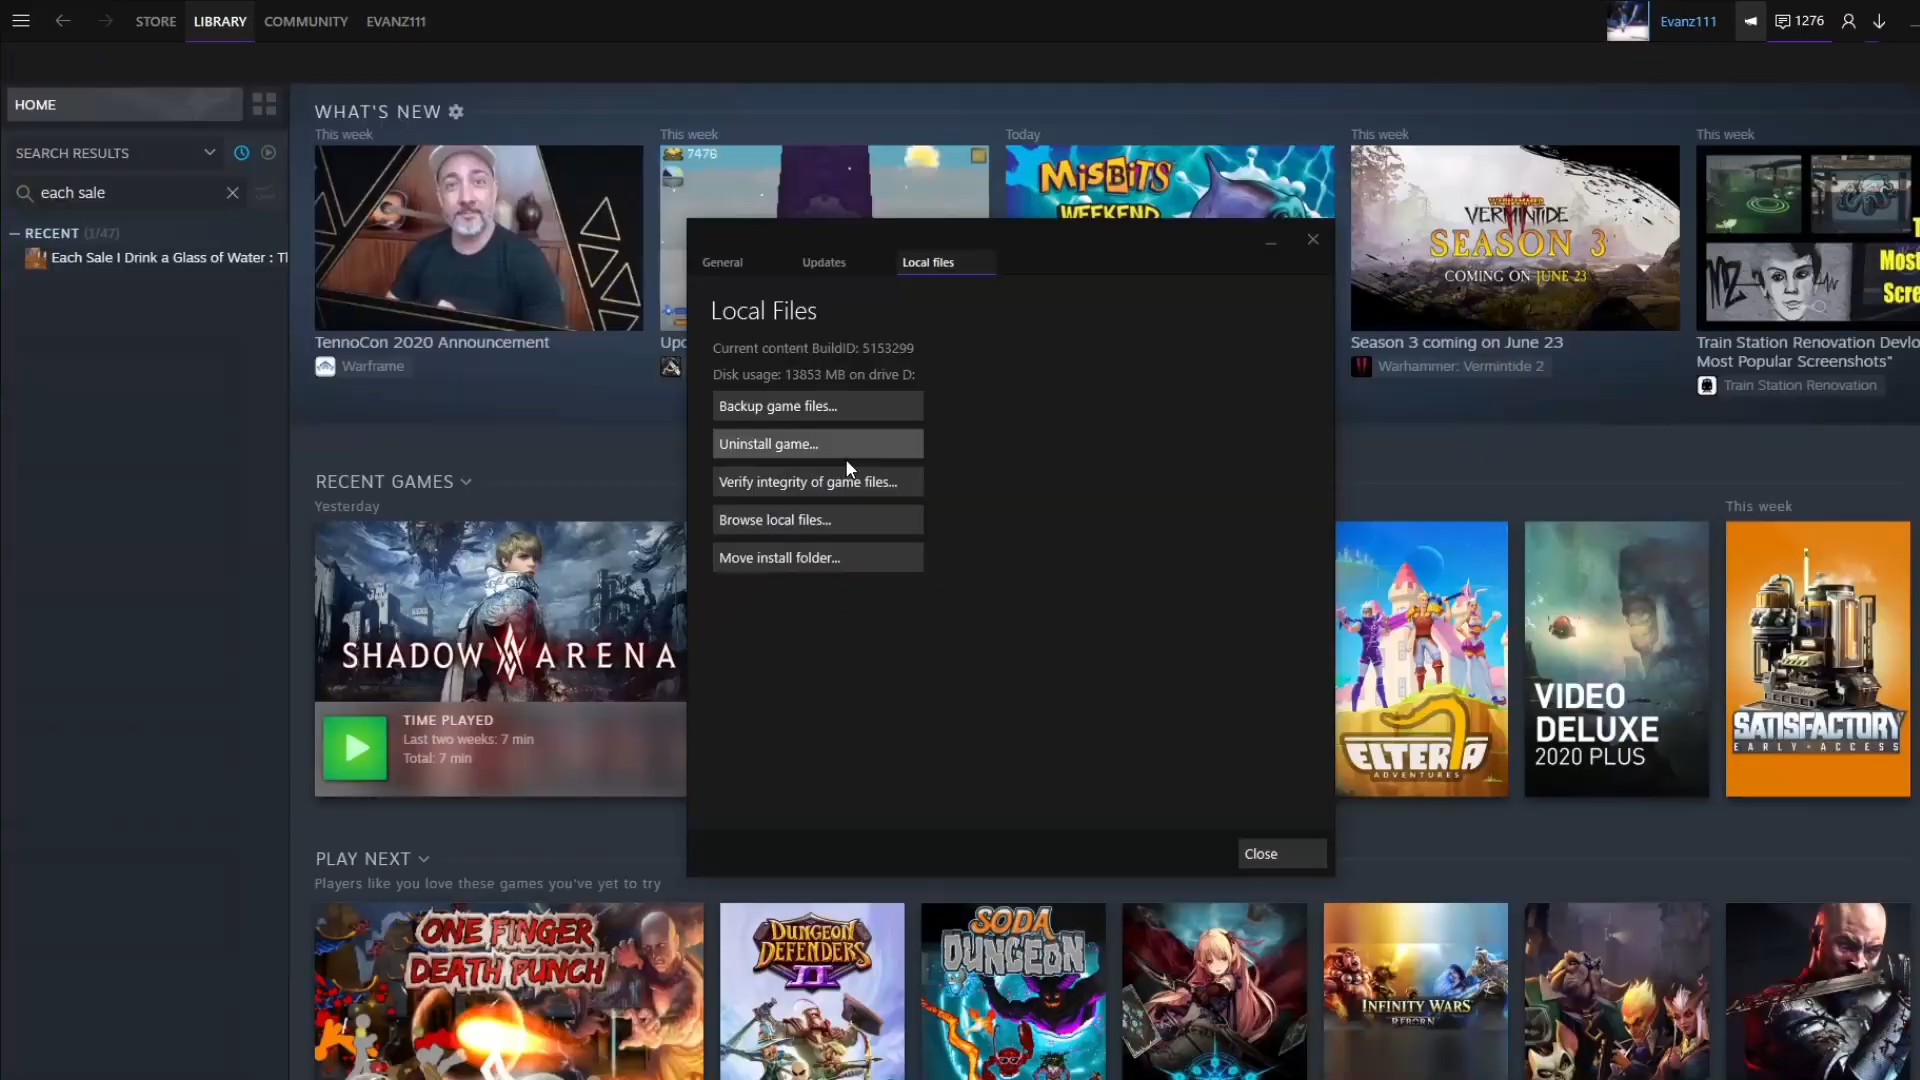 STORE
LIBRARY
COMMUNITY
EVANZ111
Evanz111
1276
HOME
SEARCH RESULTS
each sale
RECENT (1/47)
Each Sale I Drink a Glass of Water : Tl
WHAT'S NEW
This week
This week
Today
This week
This week
7476
MISBITS
WEEKEND
WARHAMMER
VERMINTIDE
SEASON 3
COMING ON JUNE 23
Most
Scre
TennoCon 2020 Announcement
Warframe
Upc
Season 3 coming on June 23
Warhammer: Vermintide 2
Train Station Renovation Devlo
Most Popular Screenshots"
Train Station Renovation
General
Updates
Local files
Local Files
Current content BuildID: 5153299
Disk usage: 13853 MB on drive D:
Backup game files...
Uninstall game...
Verify integrity of game files...
Browse local files...
Move install folder...
Close
RECENT GAMES
Yesterday
This week
SHADOW ARENA
TIME PLAYED
Last two weeks: 7 min
Total: 7 min
ELTERIA
ADVENTURES
VIDEO
DELUXE
2020 PLUS
SATISFACTORY
EARLY ACCESS
PLAY NEXT
Players like you love these games you've yet to try
ONE FINGER
DEATH PUNCH
DUNGEON
DEFENDERS
II
SODA
DUNGEON
INFINITY WARS
REBORN